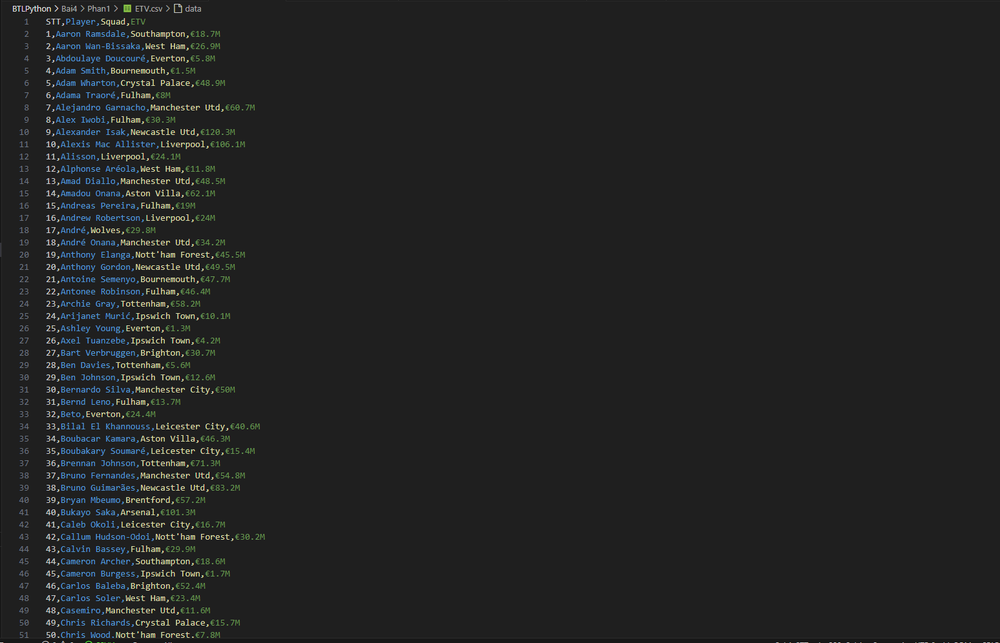 BTLPython > Bai4 > Phan1 > ETV.csv > data
1 STT,Player,Squad,ETV
2 1,Aaron Ramsdale,Southampton,€18.7M
3 2,Aaron Wan-Bissaka,West Ham,€26.9M
4 3,Abdoulaye Doucouré,Everton,€5.8M
5 4,Adam Smith,Bournemouth,€1.5M
6 5,Adam Wharton,Crystal Palace,€48.9M
7 6,Adama Traoré,Fulham,€8M
8 7,Alejandro Garnacho,Manchester Utd,€60.7M
9 8,Alex Iwobi,Fulham,€30.3M
10 9,Alexander Isak,Newcastle Utd,€120.3M
11 10,Alexis Mac Allister,Liverpool,€106.1M
12 11,Alisson,Liverpool,€24.1M
13 12,Alphonse Aréola,West Ham,€11.8M
14 13,Amad Diallo,Manchester Utd,€48.5M
15 14,Amadou Onana,Aston Villa,€62.1M
16 15,Andreas Pereira,Fulham,€19M
17 16,Andrew Robertson,Liverpool,€24M
18 17,André,Wolves,€29.8M
19 18,André Onana,Manchester Utd,€34.2M
20 19,Anthony Elanga,Nott'ham Forest,€45.5M
21 20,Anthony Gordon,Newcastle Utd,€49.5M
22 21,Antoine Semenyo,Bournemouth,€47.7M
23 22,Antonee Robinson,Fulham,€46.4M
24 23,Archie Gray,Tottenham,€58.2M
25 24,Arijanet Murić,Ipswich Town,€10.1M
26 25,Ashley Young,Everton,€1.3M
27 26,Axel Tuanzebe,Ipswich Town,€4.2M
28 27,Bart Verbruggen,Brighton,€30.7M
29 28,Ben Davies,Tottenham,€5.6M
30 29,Ben Johnson,Ipswich Town,€12.6M
31 30,Bernardo Silva,Manchester City,€50M
32 31,Bernd Leno,Fulham,€13.7M
33 32,Beto,Everton,€24.4M
34 33,Bilal El Khannouss,Leicester City,€40.6M
35 34,Boubacar Kamara,Aston Villa,€46.3M
36 35,Boubakary Soumaré,Leicester City,€15.4M
37 36,Brennan Johnson,Tottenham,€71.3M
38 37,Bruno Fernandes,Manchester Utd,€54.8M
39 38,Bruno Guimarães,Newcastle Utd,€83.2M
40 39,Bryan Mbeumo,Brentford,€57.2M
41 40,Bukayo Saka,Arsenal,€101.3M
42 41,Caleb Okoli,Leicester City,€16.7M
43 42,Callum Hudson-Odoi,Nott'ham Forest,€30.2M
44 43,Calvin Bassey,Fulham,€29.9M
45 44,Cameron Archer,Southampton,€18.6M
46 45,Cameron Burgess,Ipswich Town,€1.7M
47 46,Carlos Baleba,Brighton,€52.4M
48 47,Carlos Soler,West Ham,€23.4M
49 48,Casemiro,Manchester Utd,€11.6M
50 49,Chris Richards,Crystal Palace,€15.7M
51 50,Chris Wood,Nott'ham Forest,€7.8M